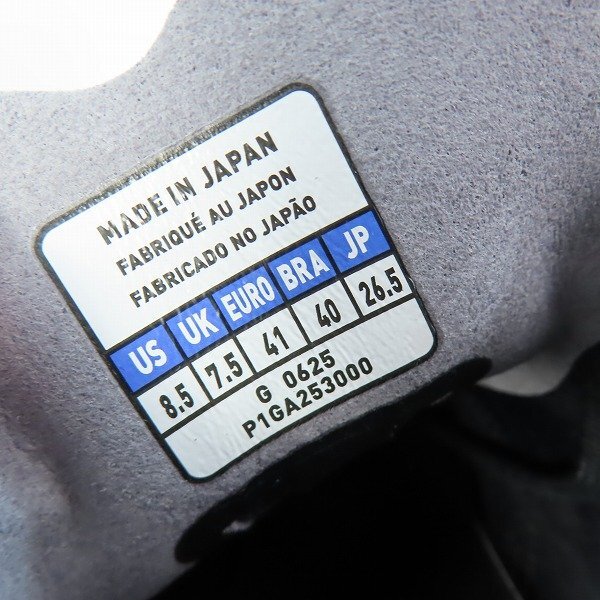 MADE IN JAPAN
FABRIQUÉ AU JAPON
FABRICADO NO JAPÃO
US UK EURO BRA JP
8.5 7.5 41 40 26.5
G 0625
P1GA253000